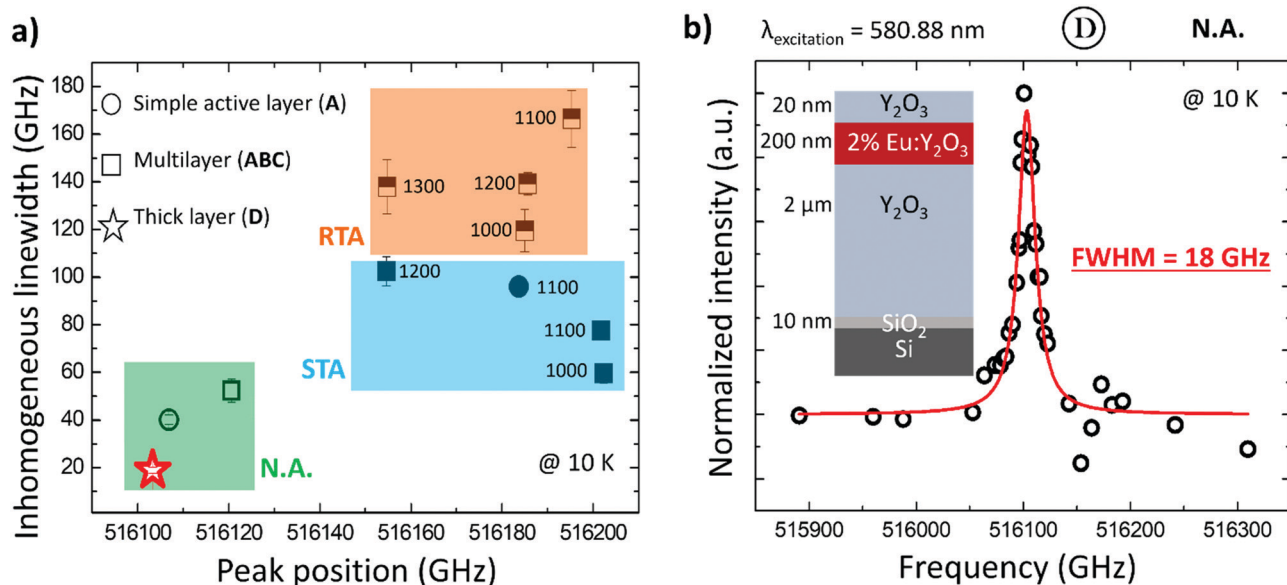 a)
Inhomogeneous linewidth (GHz)
180
160
140
120
100
80
60
40
20
Simple active layer (A)
Multilayer (ABC)
Thick layer (D)
1100
1300
1200
1000
RTA
1200
1100
1100
STA
1000
N.A.
@ 10 K
516100 516120 516140 516160 516180 516200
Peak position (GHz)
b)
λexcitation = 580.88 nm
D
N.A.
Normalized intensity (a.u.)
@ 10 K
20 nm Y₂O₃
200 nm 2% Eu:Y₂O₃
2 µm Y₂O₃
10 nm SiO₂
Si
FWHM = 18 GHz
515900 516000 516100 516200 516300
Frequency (GHz)